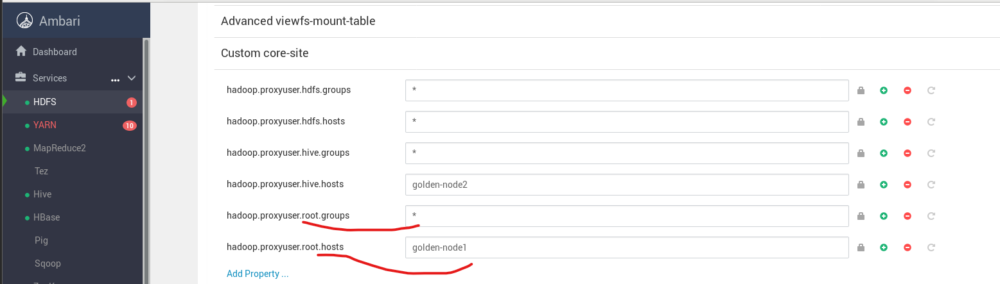 Ambari
Dashboard
Services ...
HDFS 1
YARN 10
MapReduce2
Tez
Hive
HBase
Pig
Sqoop
Advanced viewfs-mount-table
Custom core-site
hadoop.proxyuser.hdfs.groups *
hadoop.proxyuser.hdfs.hosts *
hadoop.proxyuser.hive.groups *
hadoop.proxyuser.hive.hosts golden-node2
hadoop.proxyuser.root.groups *
hadoop.proxyuser.root.hosts golden-node1
Add Property ...